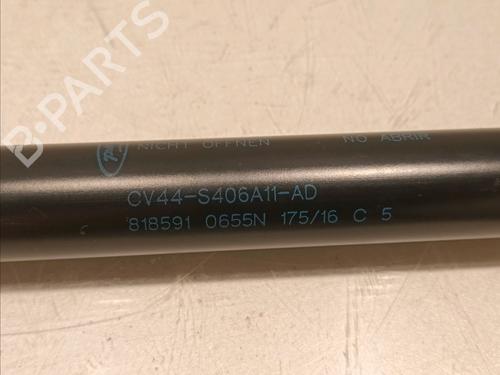 NICHT ÖFFNEN NO ABRIR
CV44-S406A11-AD
818591 0655N 175/16 C 5
B-PARTS